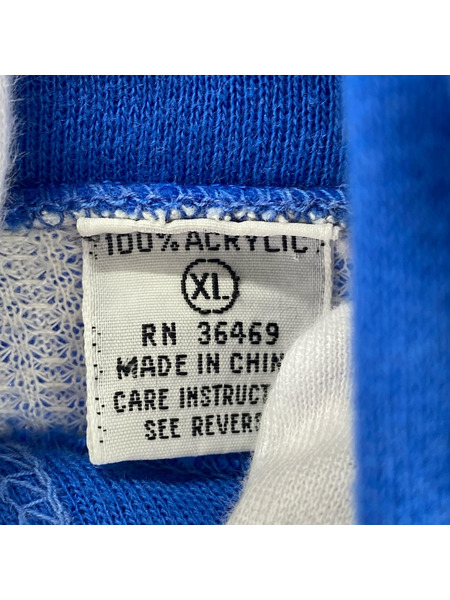 100% ACRYLIC
XL
RN 36469
MADE IN CHIN
CARE INSTRUCT
SEE REVERS